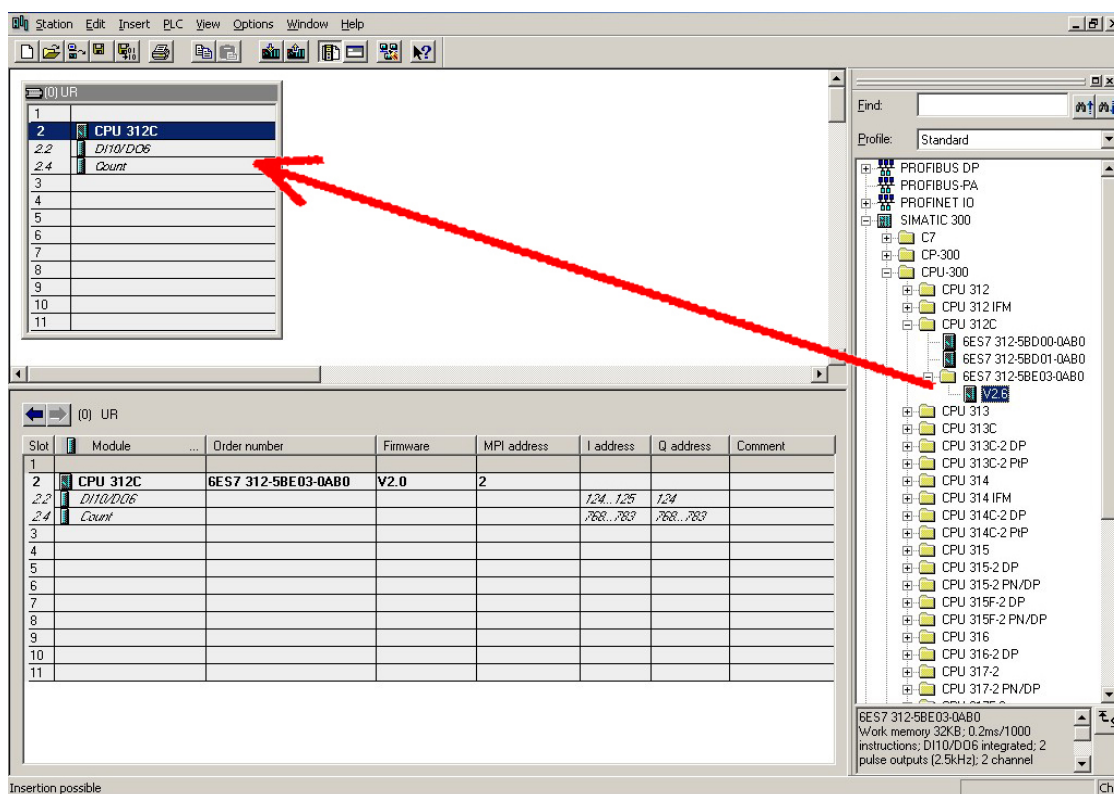 Station Edit Insert PLC View Options Window Help
(0) UR
1
2 CPU 312C
2.2 DI10/DO6
2.4 Count
3
4
5
6
7
8
9
10
11
Find:
Profile: Standard
PROFIBUS DP
PROFIBUS-PA
PROFINET IO
SIMATIC 300
C7
CP-300
CPU-300
CPU 312
CPU 312 IFM
CPU 312C
6ES7 312-5BD00-0AB0
6ES7 312-5BD01-0AB0
6ES7 312-5BE03-0AB0
V2.6
CPU 313
CPU 313C
CPU 313C-2 DP
CPU 313C-2 PtP
CPU 314
CPU 314 IFM
CPU 314C-2 DP
CPU 314C-2 PtP
CPU 315
CPU 315-2 DP
CPU 315-2 PN/DP
CPU 315F-2 DP
CPU 315F-2 PN/DP
CPU 316
CPU 316-2 DP
CPU 317-2
CPU 317-2 PN/DP
6ES7 312-5BE03-0AB0
Work memory 32KB; 0.2ms/1000
instructions; DI10/DO6 integrated; 2
pulse outputs (2.5kHz); 2 channel
(0) UR
Slot Module ... Order number Firmware MPI address I address Q address Comment
1
2 CPU 312C 6ES7 312-5BE03-0AB0 V2.0 2
2.2 DI10/DO6 124...125 124
2.4 Count 768...783 768...783
3
4
5
6
7
8
9
10
11
Insertion possible
Ch